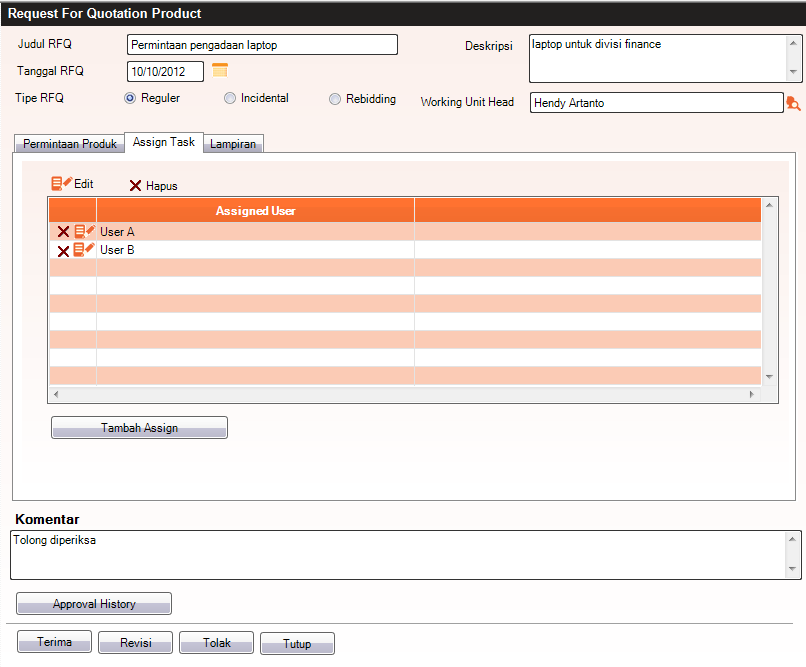 Request For Quotation Product
Judul RFQ
Permintaan pengadaan laptop
Deskripsi
laptop untuk divisi finance
Tanggal RFQ
10/10/2012
Tipe RFQ
Reguler
Incidental
Rebidding
Working Unit Head
Hendy Artanto
Permintaan Produk
Assign Task
Lampiran
Edit
Hapus
Assigned User
User A
User B
Tambah Assign
Komentar
Tolong diperiksa
Approval History
Terima
Revisi
Tolak
Tutup